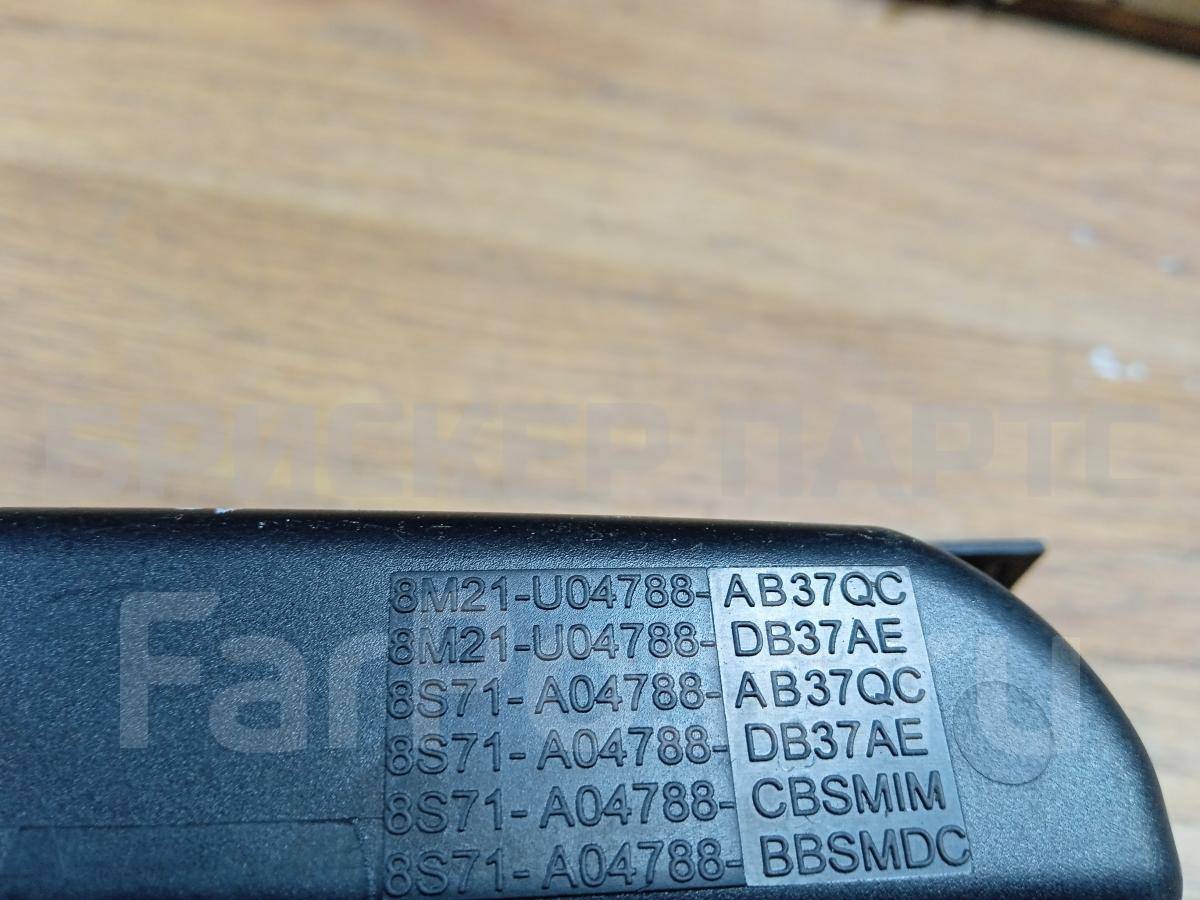 БРИСКЕР ПАРТС
8M21-U04788-AB37QC
8M21-U04788-DB37AE
8S71-A04788-AB37QC
8S71-A04788-DB37AE
8S71-A04788-CBSMIM
8S71-A04788-BBSMDC